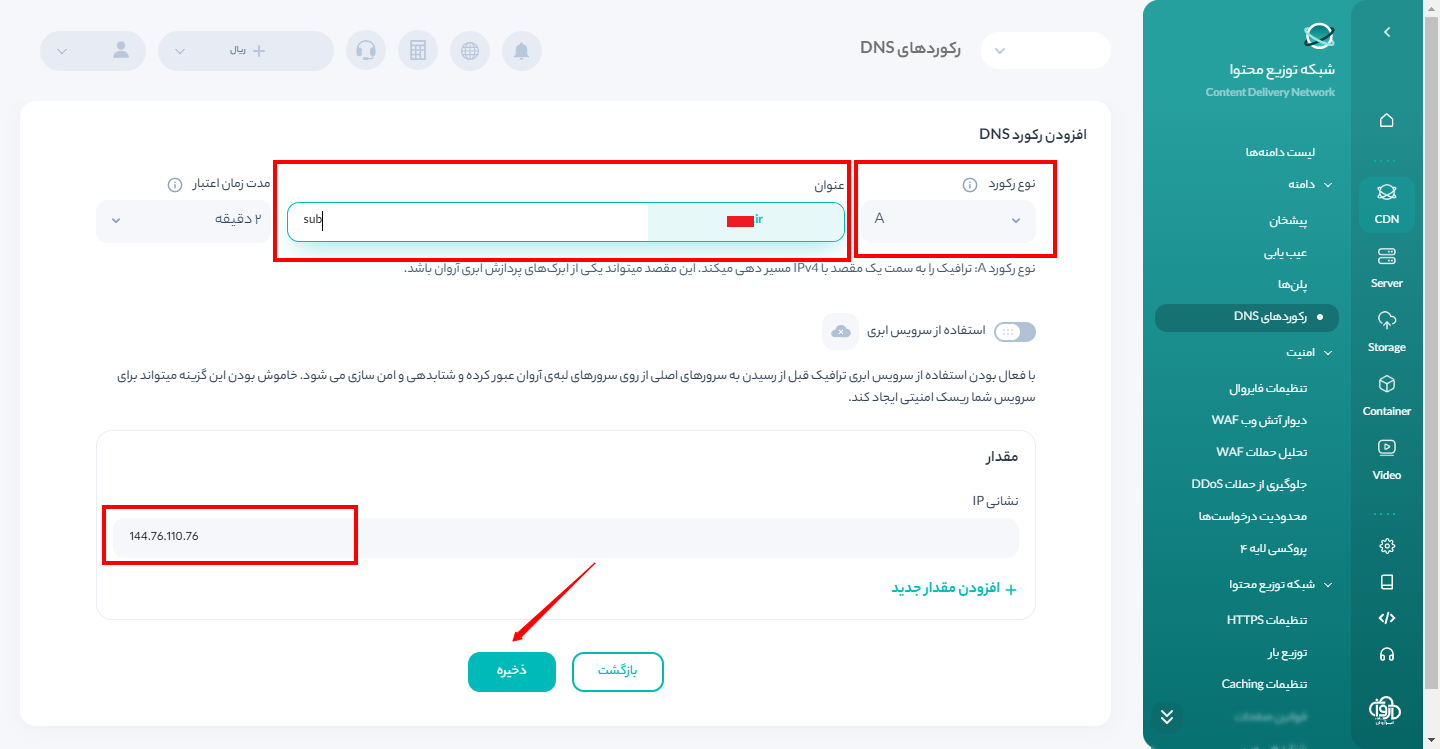 شبکه توزیع محتوا
Content Delivery Network
لیست دامنه‌ها
دامنه
پیشخان
عیب یابی
پلن‌ها
رکوردهای DNS
امنیت
تنظیمات فایروال
دیوار آتش وب WAF
تحلیل حملات WAF
جلوگیری از حملات DDoS
محدودیت درخواست‌ها
پروکسی لایه ۴
شبکه توزیع محتوا
تنظیمات HTTPS
توزیع بار
تنظیمات Caching
CDN
Server
Storage
Container
Video
رکوردهای DNS
ریال
افزودن رکورد DNS
نوع رکورد
A
عنوان
sub
.ir
مدت زمان اعتبار
۲ دقیقه
نوع رکورد A: ترافیک را به سمت یک مقصد با IPv4 مسیر دهی میکند. این مقصد میتواند یکی از ابرک‌های پردازش ابری آروان باشد.
استفاده از سرویس ابری
با فعال بودن استفاده از سرویس ابری ترافیک قبل از رسیدن به سرورهای اصلی از روی سرورهای لبه‌ی آروان عبور کرده و شتابدهی و امن سازی می شود. خاموش بودن این گزینه میتواند برای
سرویس شما ریسک امنیتی ایجاد کند.
مقدار
نشانی IP
144.76.110.76
+ افزودن مقدار جدید
بازگشت
ذخیره